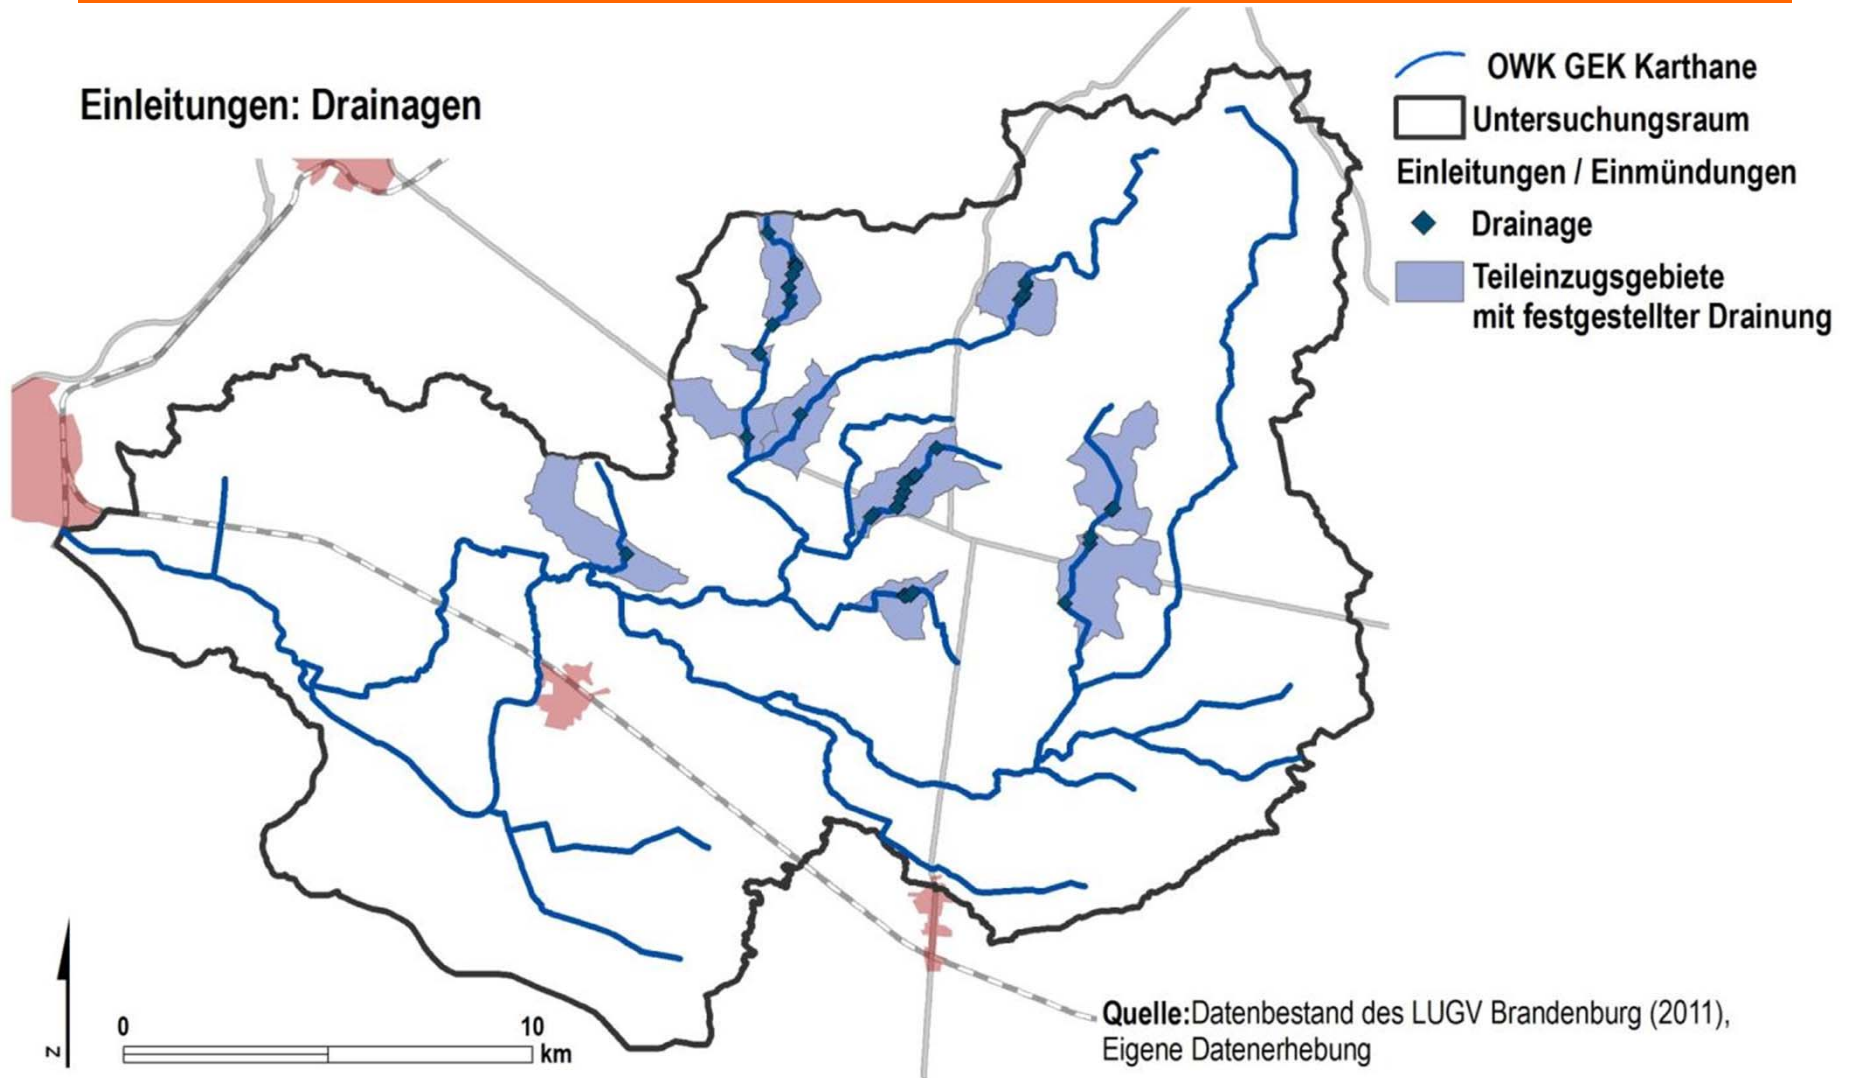 Einleitungen: Drainagen
OWK GEK Karthane
Untersuchungsraum
Einleitungen / Einmündungen
Drainage
Teileinzugsgebiete
mit festgestellter Drainung
N
0 10
km
Quelle:Datenbestand des LUGV Brandenburg (2011),
Eigene Datenerhebung